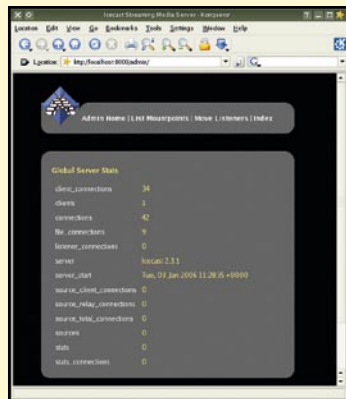 Icecast Streaming Media Server - Konqueror
Location Edit View Go Bookmarks Tools Settings Window Help
Location: http://localhost:8000/admin/
Admin Home | List Mountpoints | Move Listeners | Index
Global Server Stats
client_connections 34
clients 1
connections 42
file_connections 9
listener_connections 0
server Icecast 2.3.1
server_start Tue, 03 Jan 2006 11:28:35 +0000
source_client_connections 0
source_relay_connections 0
source_total_connections 0
sources 0
stats 0
stats_connections 0